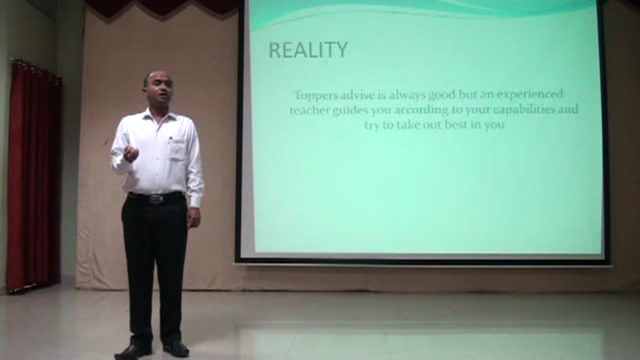 REALITY
Toppers advise is always good but an experienced
teacher guides you according to your capabilities and
try to take out best in you